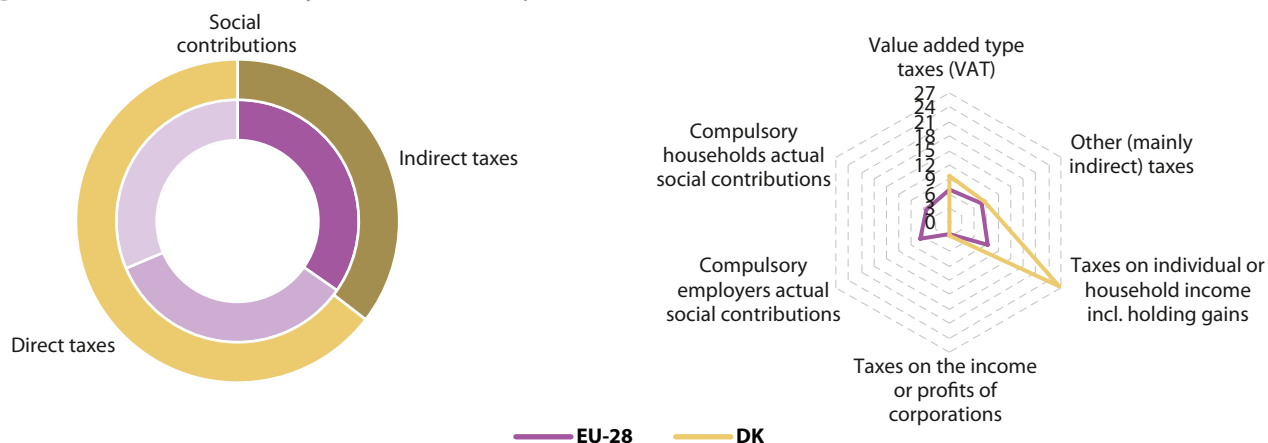 Social
contributions
Indirect taxes
Direct taxes
Value added type
taxes (VAT)
27
24
21
18
15
12
9
6
3
0
Other (mainly
indirect) taxes
Taxes on individual or
household income
incl. holding gains
Taxes on the income
or profits of
corporations
Compulsory
employers actual
social contributions
Compulsory
households actual
social contributions
EU-28
DK